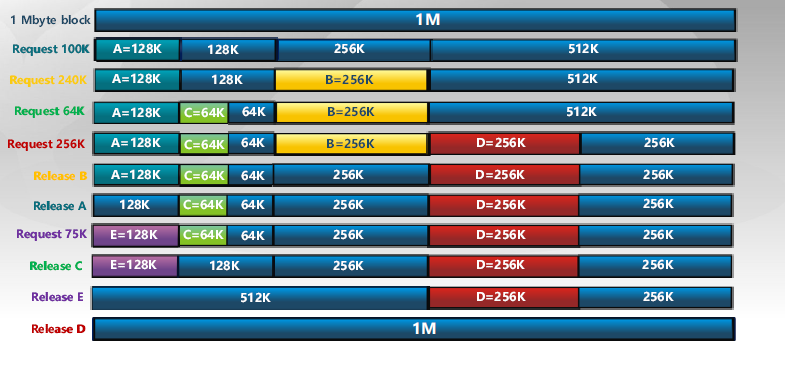 1 Mbyte block 1M
Request 100K A=128K 128K 256K 512K
Request 240K A=128K 128K B=256K 512K
Request 64K A=128K C=64K 64K B=256K 512K
Request 256K A=128K C=64K 64K B=256K D=256K 256K
Release B A=128K C=64K 64K 256K D=256K 256K
Release A 128K C=64K 64K 256K D=256K 256K
Request 75K E=128K C=64K 64K 256K D=256K 256K
Release C E=128K 128K 256K D=256K 256K
Release E 512K D=256K 256K
Release D 1M